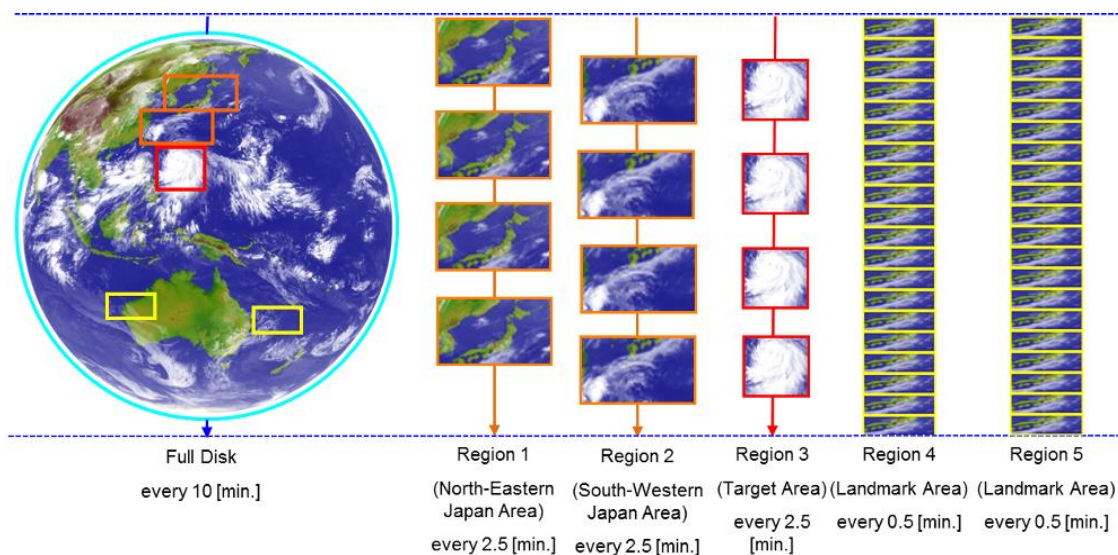 Full Disk
every 10 [min.]
Region 1
(North-Eastern
Japan Area)
every 2.5 [min.]
Region 2
(South-Western
Japan Area)
every 2.5 [min.]
Region 3
(Target Area)
every 2.5
[min.]
Region 4
(Landmark Area)
every 0.5 [min.]
Region 5
(Landmark Area)
every 0.5 [min.]